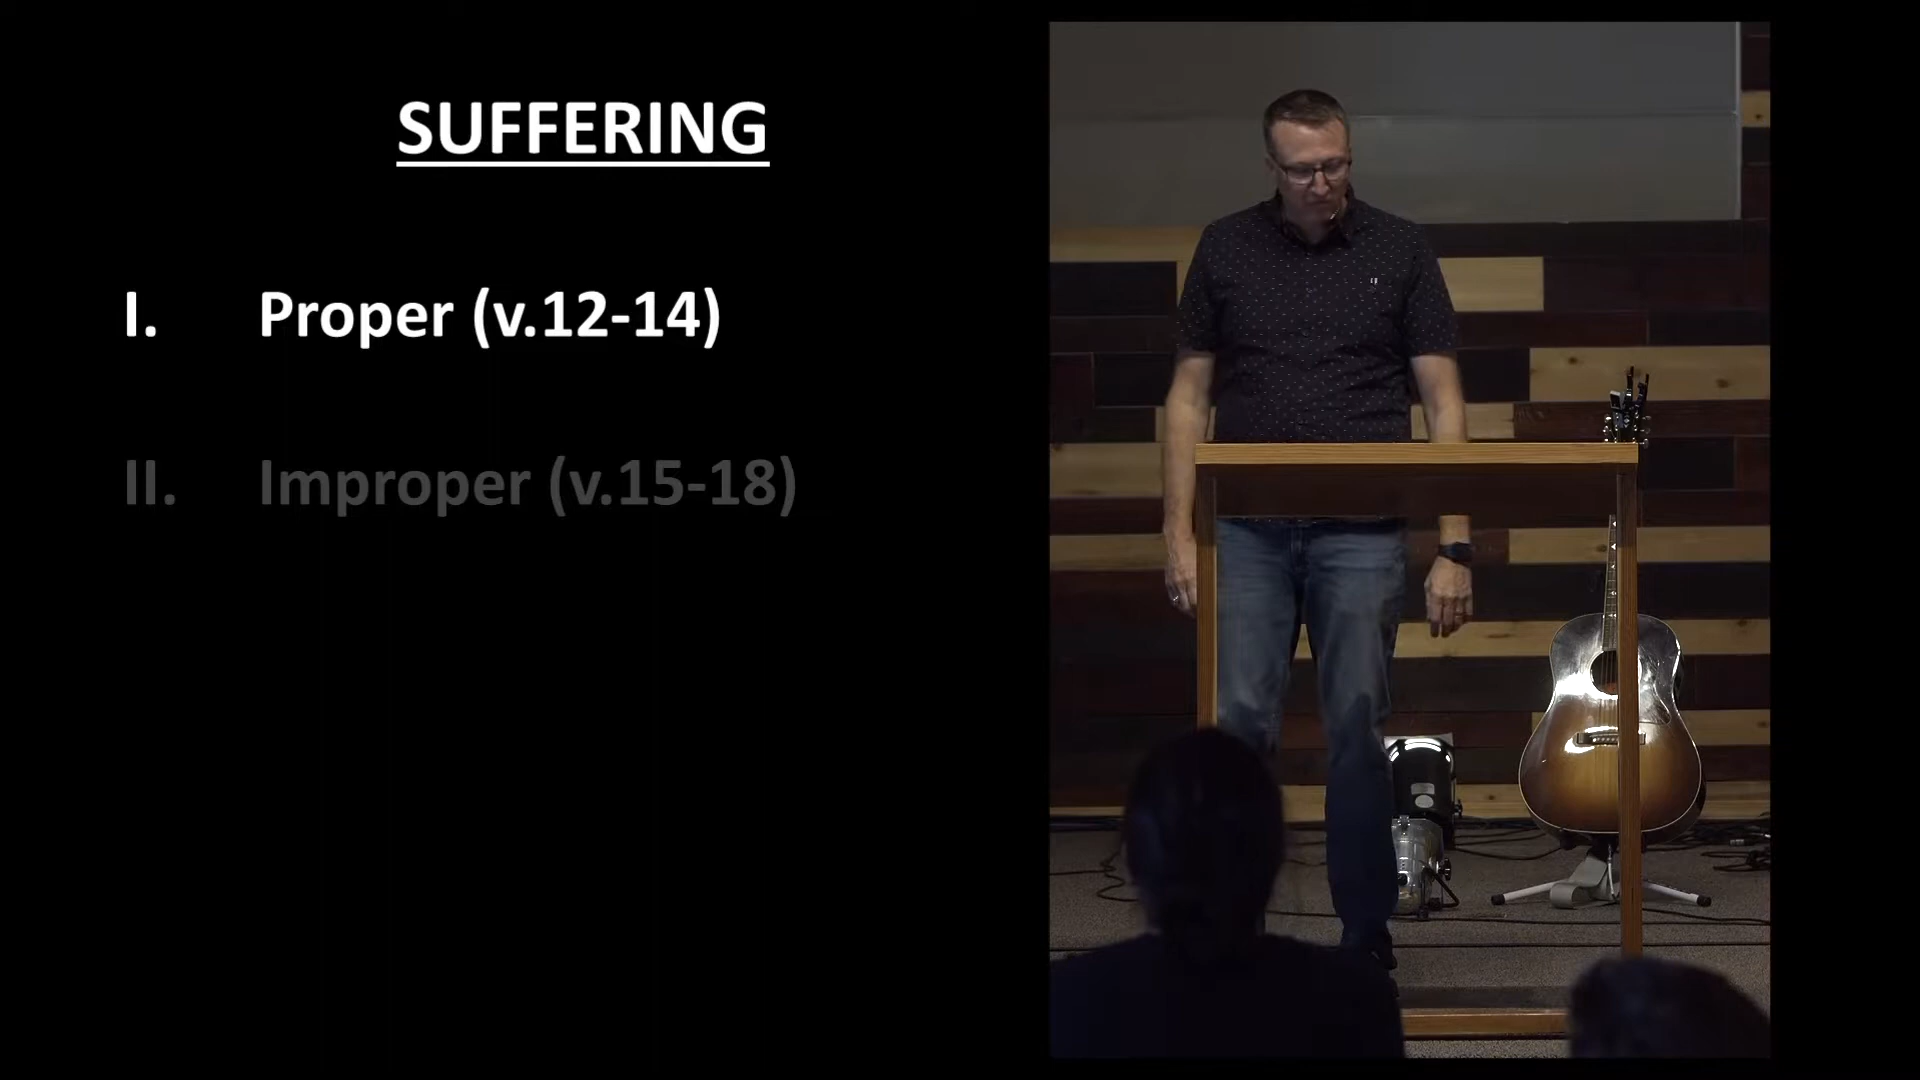 SUFFERING
I. Proper (v.12-14)
II. Improper (v.15-18)